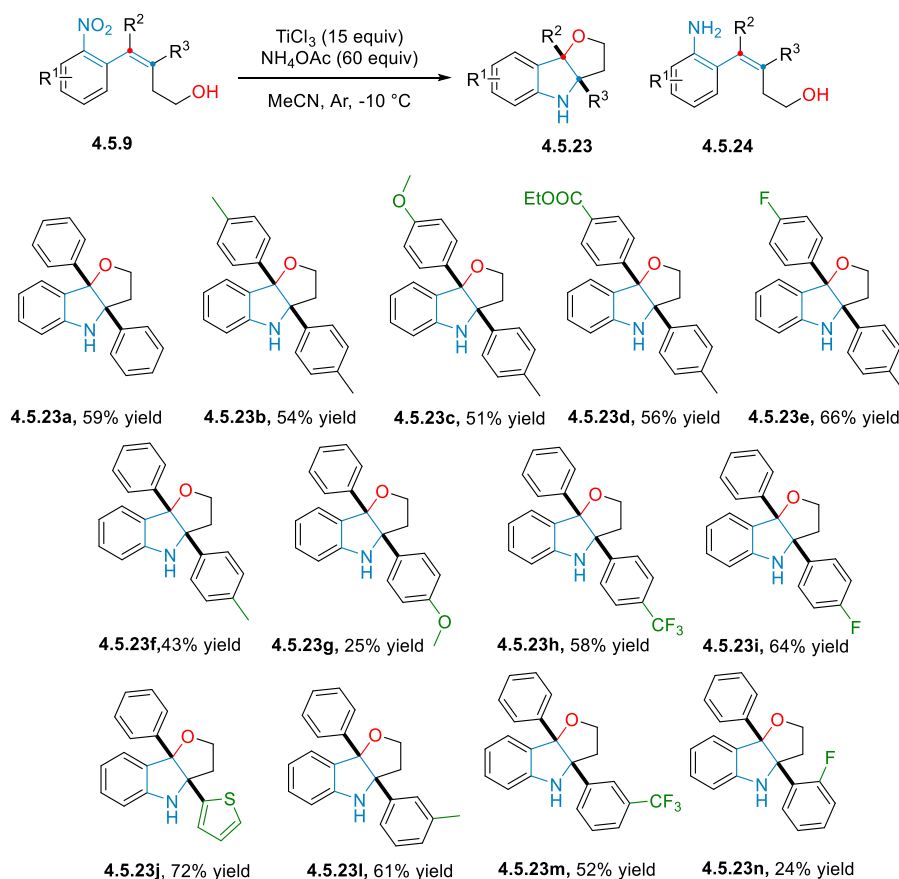 NO₂ R² R³ R¹ OH
4.5.9
TiCl₃ (15 equiv)
NH₄OAc (60 equiv)
MeCN, Ar, -10 °C
R² O R¹ N H R³
4.5.23
NH₂ R² R³ R¹ OH
4.5.24
O N H
4.5.23a, 59% yield
O N H
4.5.23b, 54% yield
O O N H
4.5.23c, 51% yield
EtOOC O N H
4.5.23d, 56% yield
F O N H
4.5.23e, 66% yield
O N H
4.5.23f,43% yield
O N H O
4.5.23g, 25% yield
O N H CF₃
4.5.23h, 58% yield
O N H F
4.5.23i, 64% yield
O N H S
4.5.23j, 72% yield
O N H
4.5.23l, 61% yield
O N H CF₃
4.5.23m, 52% yield
O N H F
4.5.23n, 24% yield